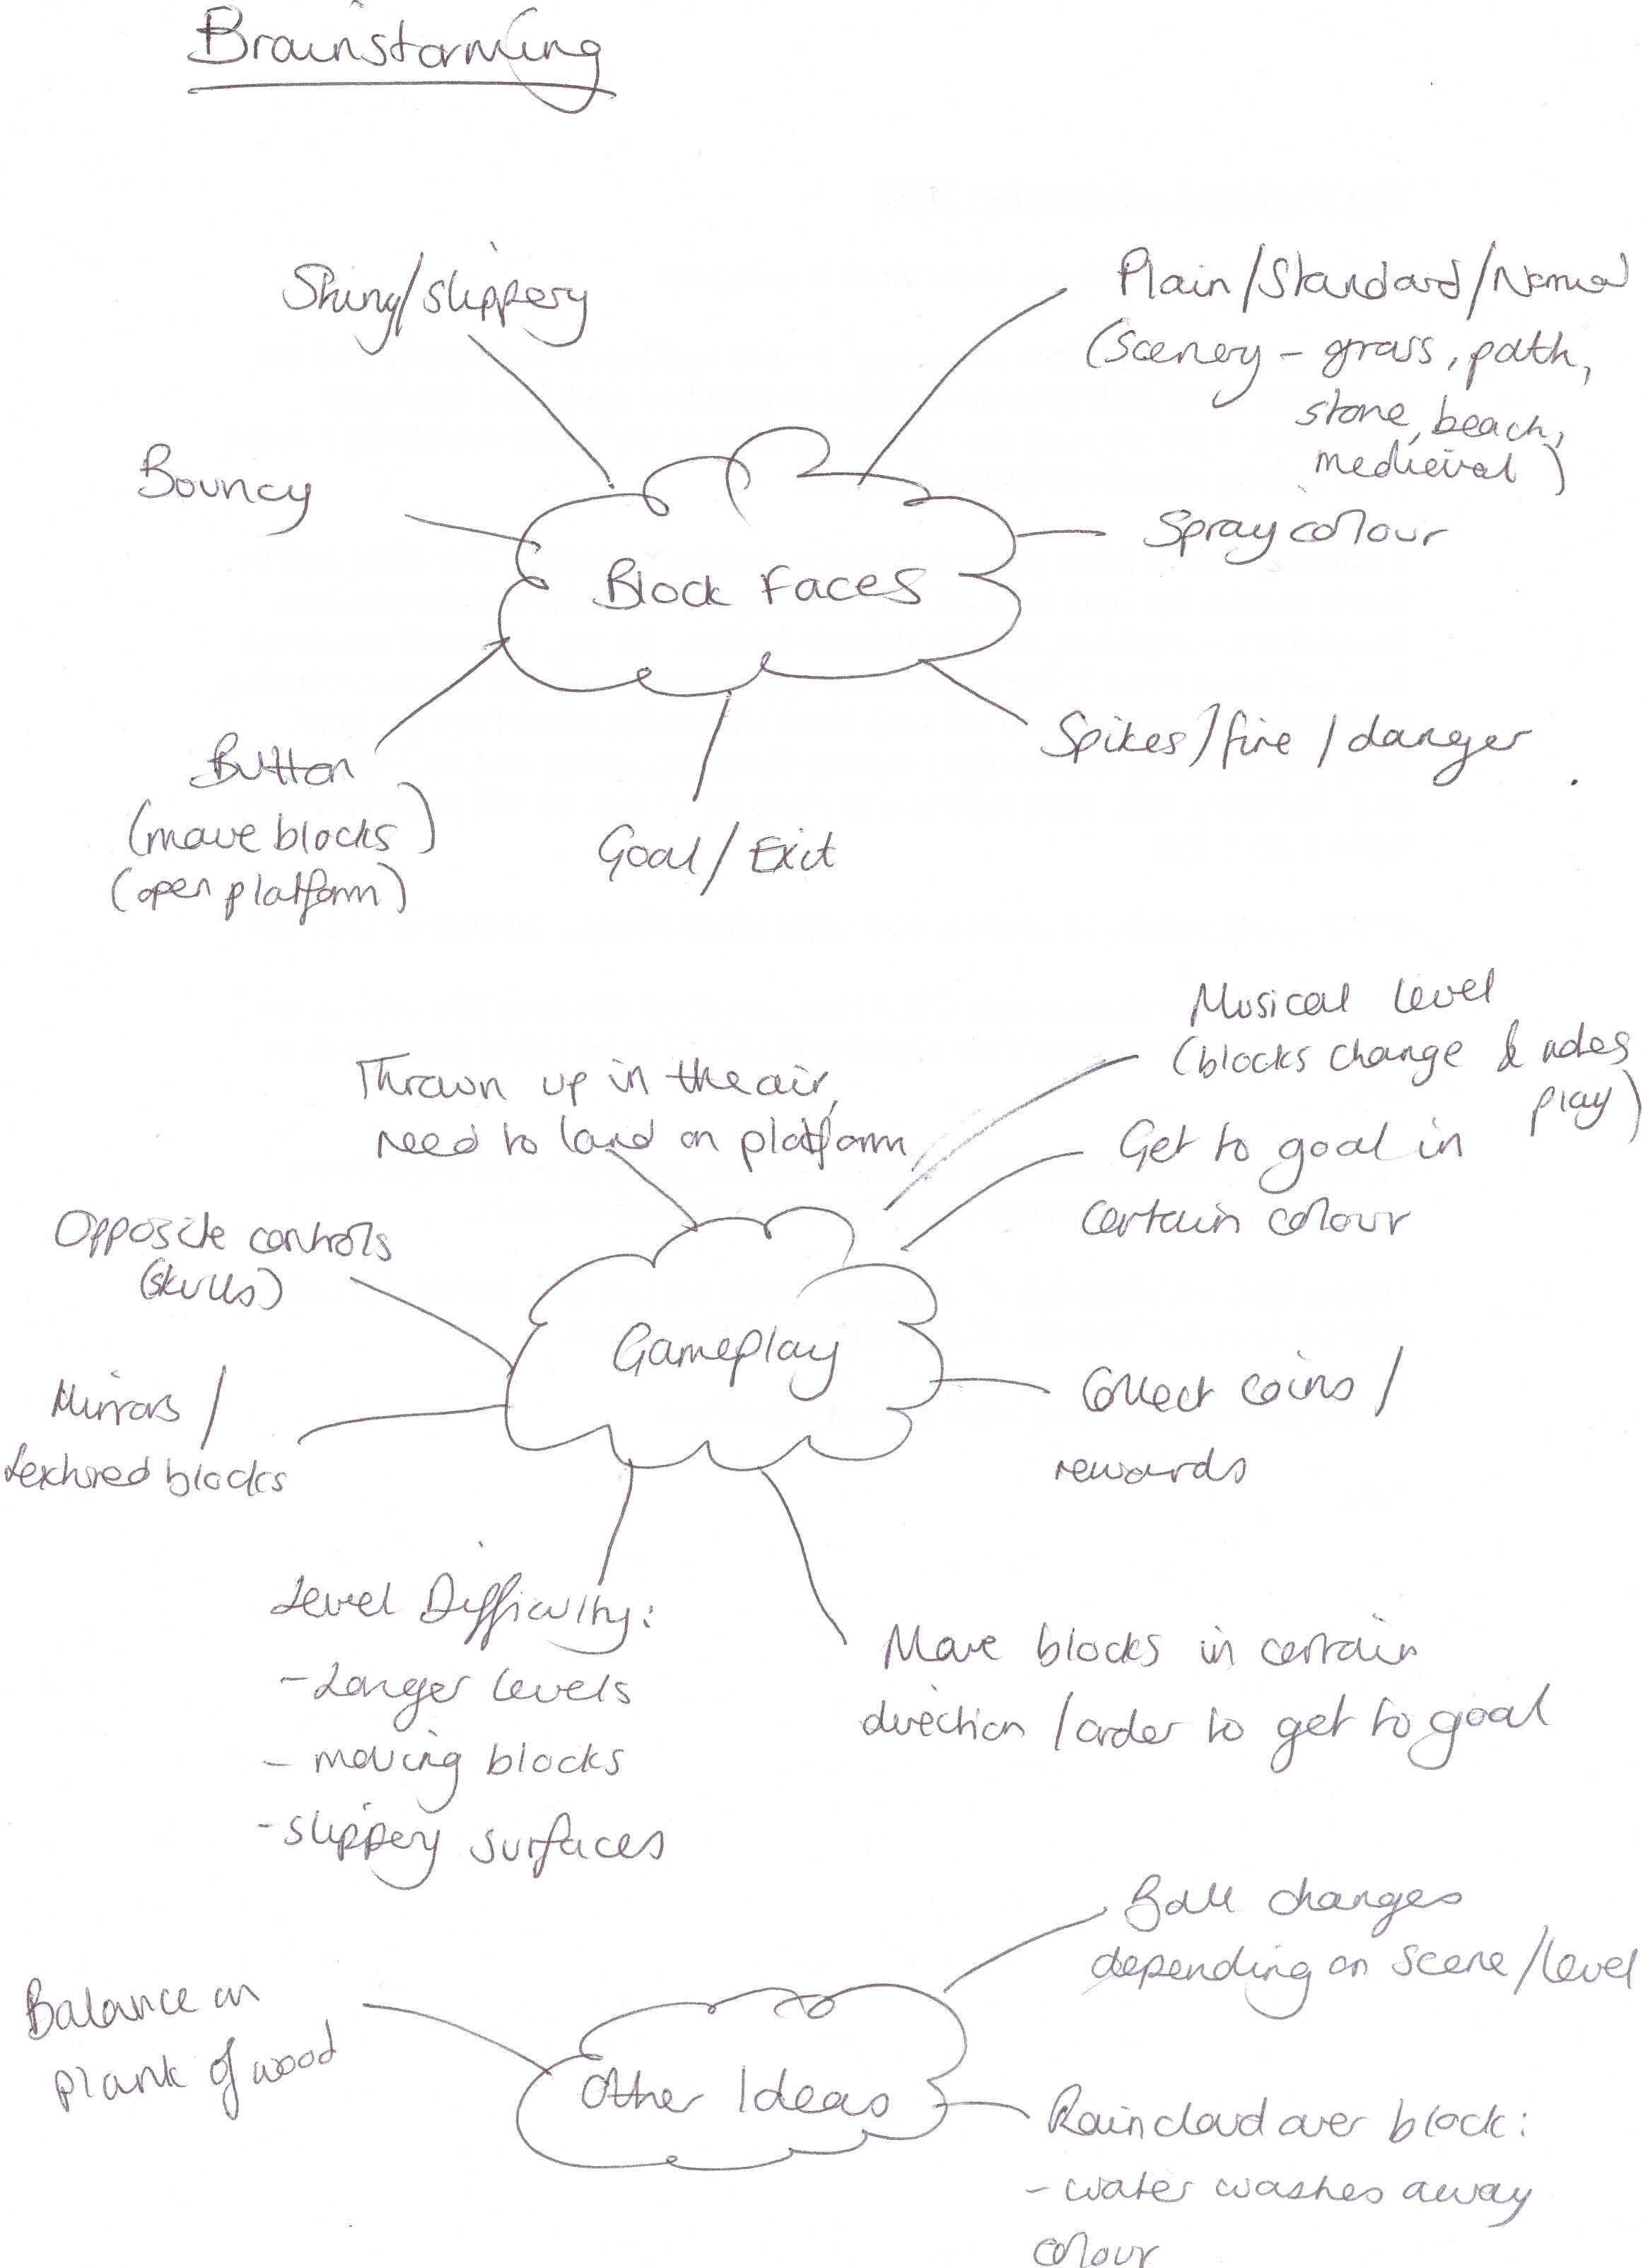 Brainstorming
Shiny/slippery
Plain/Standard/Normal
(scenery - grass, path,
stone, beach,
medieval)
Bouncy
Spray colour
Block Faces
Spikes/fire/danger
Button
(move blocks)
(open platform)
Goal/Exit
Musical level
(blocks change & notes
play)
Thrown up in the air,
need to land on platform
Get to goal in
certain colour
Opposite controls
(skulls)
Gameplay
Mirrors/
textured blocks
Collect coins/
rewards
Level Difficulty:
- Longer levels
- moving blocks
- slippery surfaces
Move blocks in certain
direction/order to get to goal
Ball changes
depending on scene/level
Balance on
plank of wood
Other Ideas
Raincloud over block:
- water washes away
colour